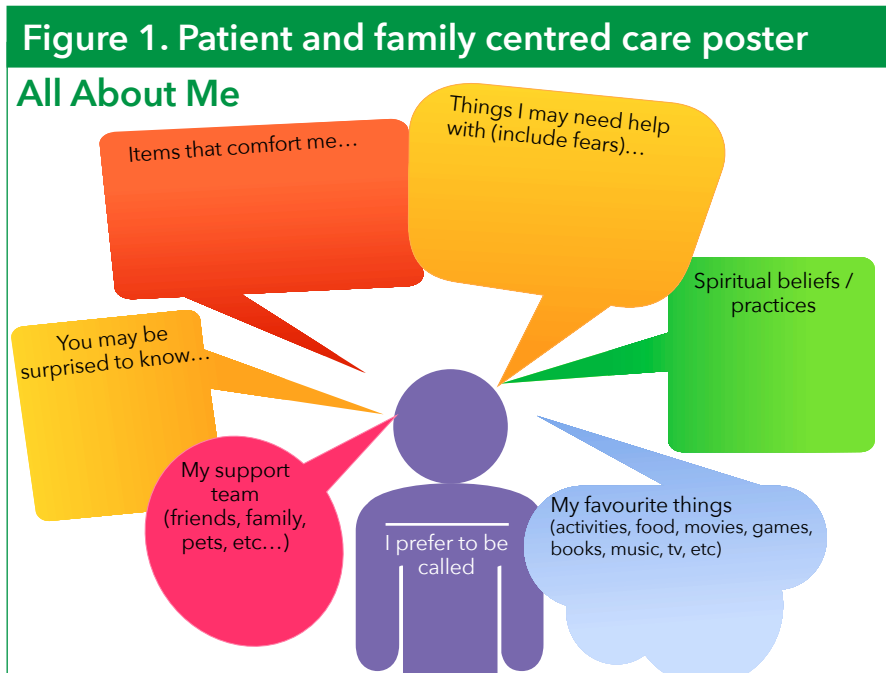 Figure 1. Patient and family centred care poster
All About Me
Items that comfort me…
Things I may need help
with (include fears)…
Spiritual beliefs /
practices
You may be
surprised to know…
My support
team
(friends, family,
pets, etc…)
I prefer to be
called
My favourite things
(activities, food, movies, games,
books, music, tv, etc)